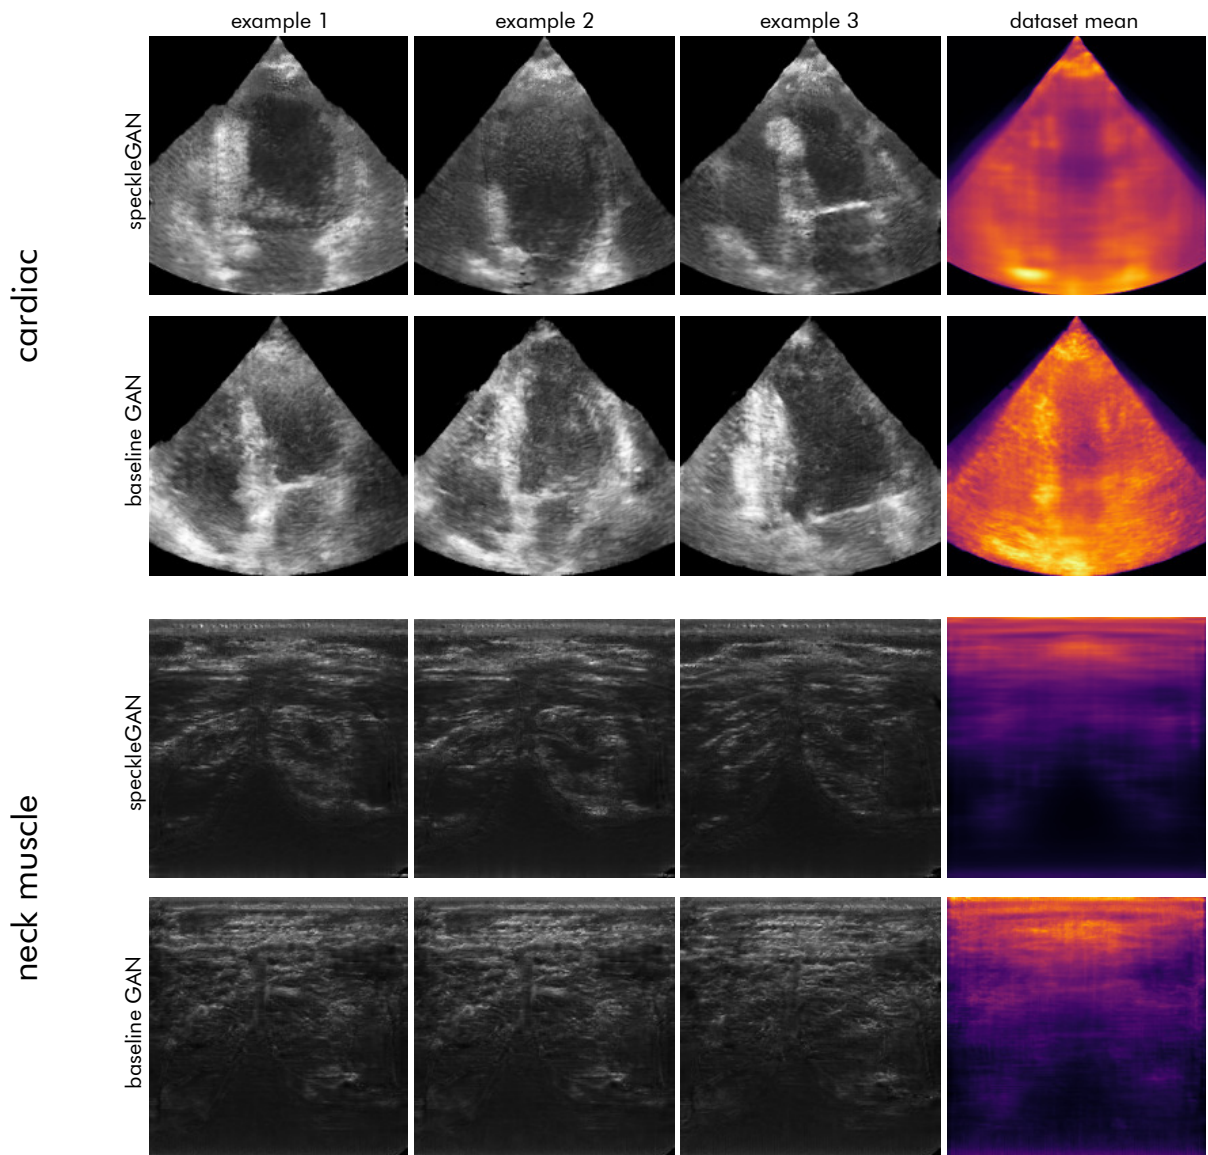 example 1
example 2
example 3
dataset mean
cardiac
speckleGAN
baseline GAN
neck muscle
speckleGAN
baseline GAN